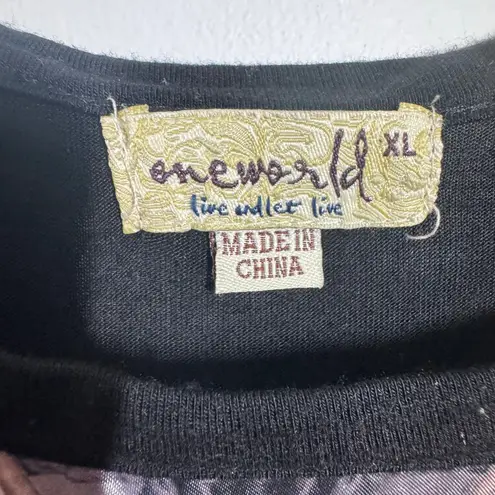 oneworld XL
live and let live
MADE IN
CHINA